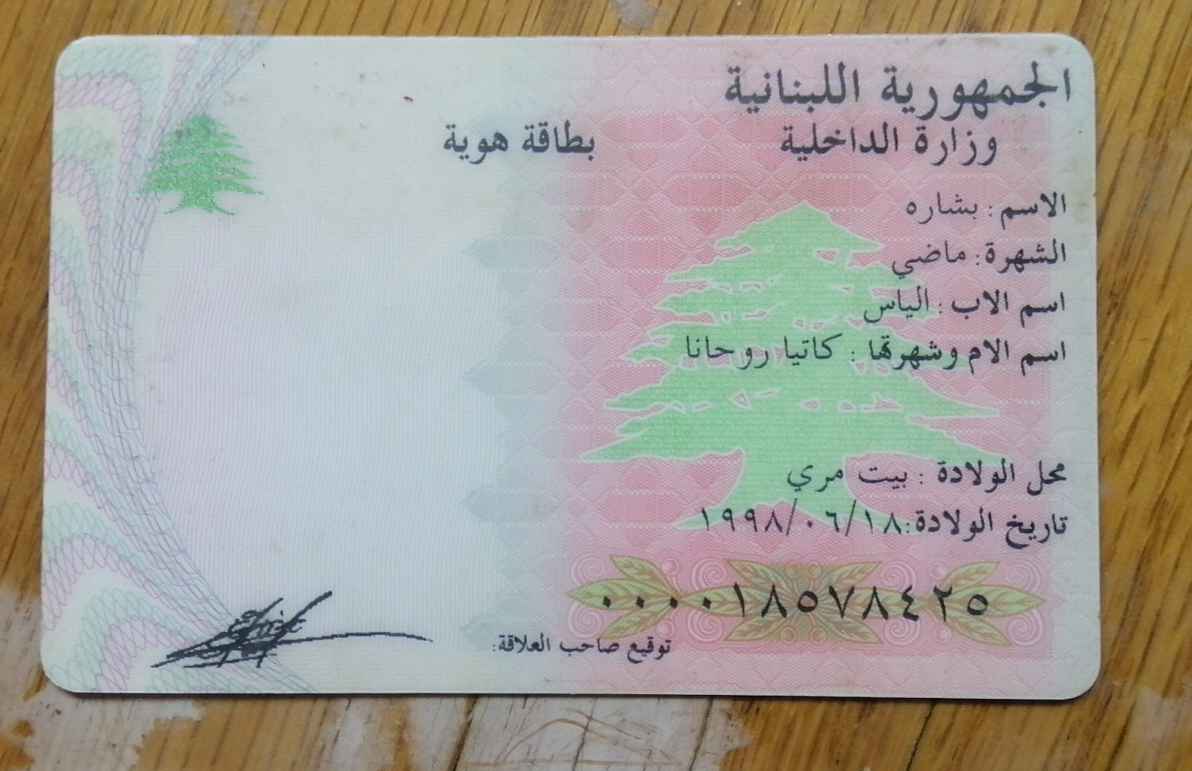 الجمهورية اللبنانية
وزارة الداخلية
بطاقة هوية
الاسم : بشاره
الشهرة : ماضي
اسم الاب : الياس
اسم الام وشهرتها : كاتيا روحانا
محل الولادة : بيت مري
تاريخ الولادة: ١٩٩٨/٠٦/١٨
٠٠٠٠١٨٥٧٨٤٢٥
توقيع صاحب العلاقة: